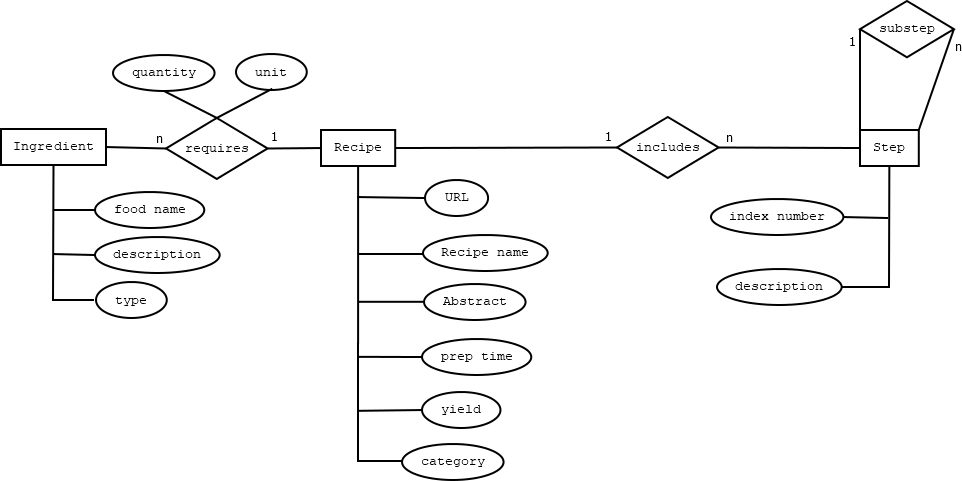 substep
1
n
quantity
unit
n
1
1
n
Ingredient
requires
Recipe
includes
Step
URL
food name
index number
Recipe name
description
description
type
Abstract
prep time
yield
category